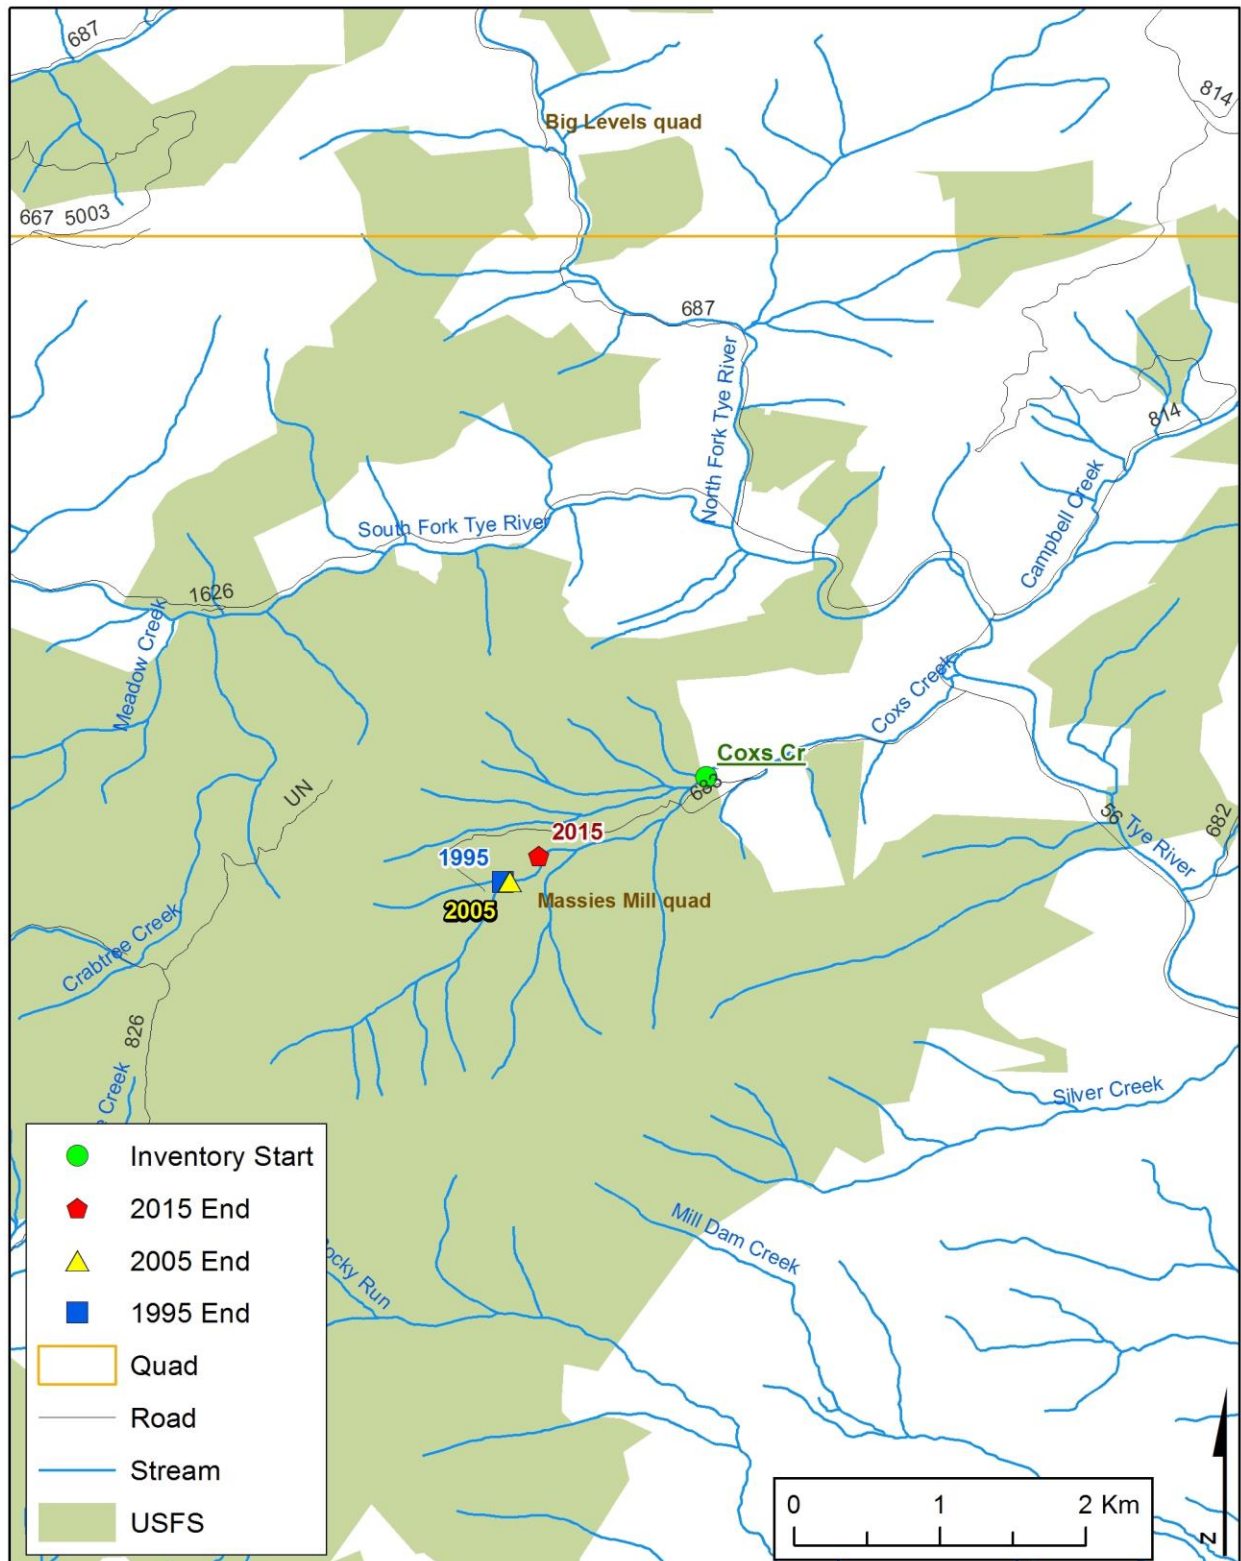 687
814
Big Levels quad
667
5003
687
North Fork Tye River
814
Campbell Creek
South Fork Tye River
1626
Meadow Creek
Coxs Creek
Coxs Cr
683
UN
2015
1995
2005
Massies Mill quad
56
Tye River
682
Crabtree Creek
826
e Creek
Silver Creek
Mill Dam Creek
ocky Run
Inventory Start
2015 End
2005 End
1995 End
Quad
Road
Stream
USFS
0 1 2 Km
N